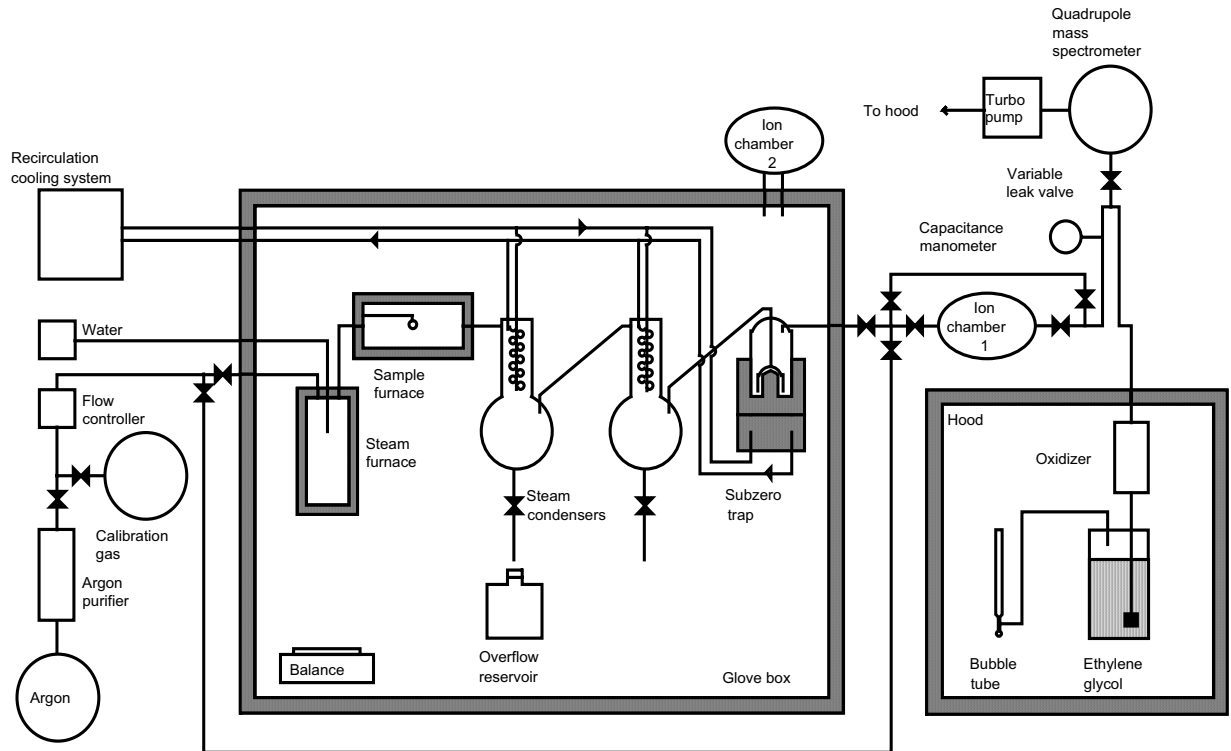 Quadrupole
mass
spectrometer
To hood
Turbo
pump
Ion
chamber
2
Recirculation
cooling system
Variable
leak valve
Capacitance
manometer
Water
Ion
chamber
1
Sample
furnace
Flow
controller
Steam
furnace
Hood
Oxidizer
Steam
condensers
Subzero
trap
Calibration
gas
Argon
purifier
Overflow
reservoir
Balance
Glove box
Bubble
tube
Ethylene
glycol
Argon